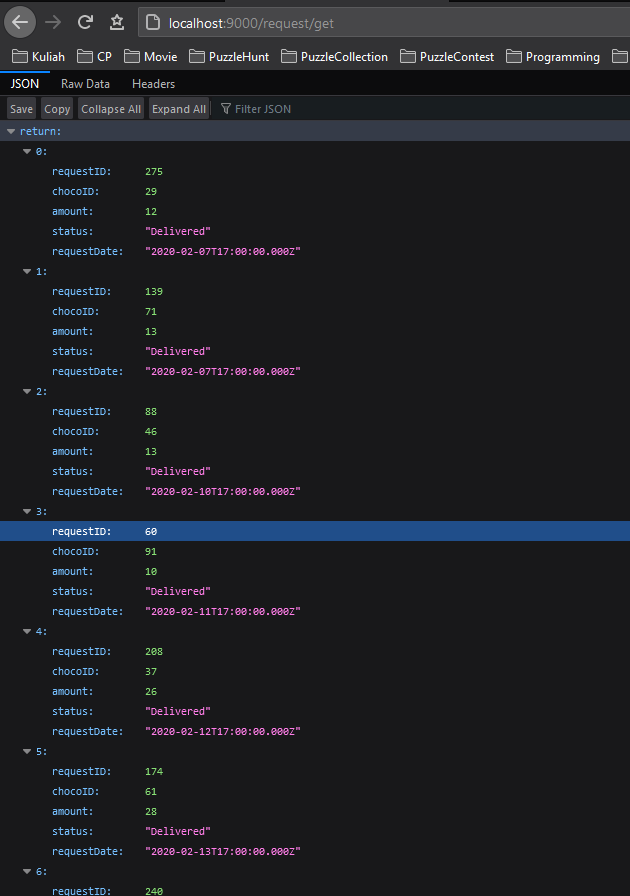 localhost:9000/request/get
Kuliah CP Movie PuzzleHunt PuzzleCollection PuzzleContest Programming
JSON Raw Data Headers
Save Copy Collapse All Expand All Filter JSON
return:
0:
requestID: 275
chocoID: 29
amount: 12
status: "Delivered"
requestDate: "2020-02-07T17:00:00.000Z"
1:
requestID: 139
chocoID: 71
amount: 13
status: "Delivered"
requestDate: "2020-02-07T17:00:00.000Z"
2:
requestID: 88
chocoID: 46
amount: 13
status: "Delivered"
requestDate: "2020-02-10T17:00:00.000Z"
3:
requestID: 60
chocoID: 91
amount: 10
status: "Delivered"
requestDate: "2020-02-11T17:00:00.000Z"
4:
requestID: 208
chocoID: 37
amount: 26
status: "Delivered"
requestDate: "2020-02-12T17:00:00.000Z"
5:
requestID: 174
chocoID: 61
amount: 28
status: "Delivered"
requestDate: "2020-02-13T17:00:00.000Z"
6:
requestID: 240